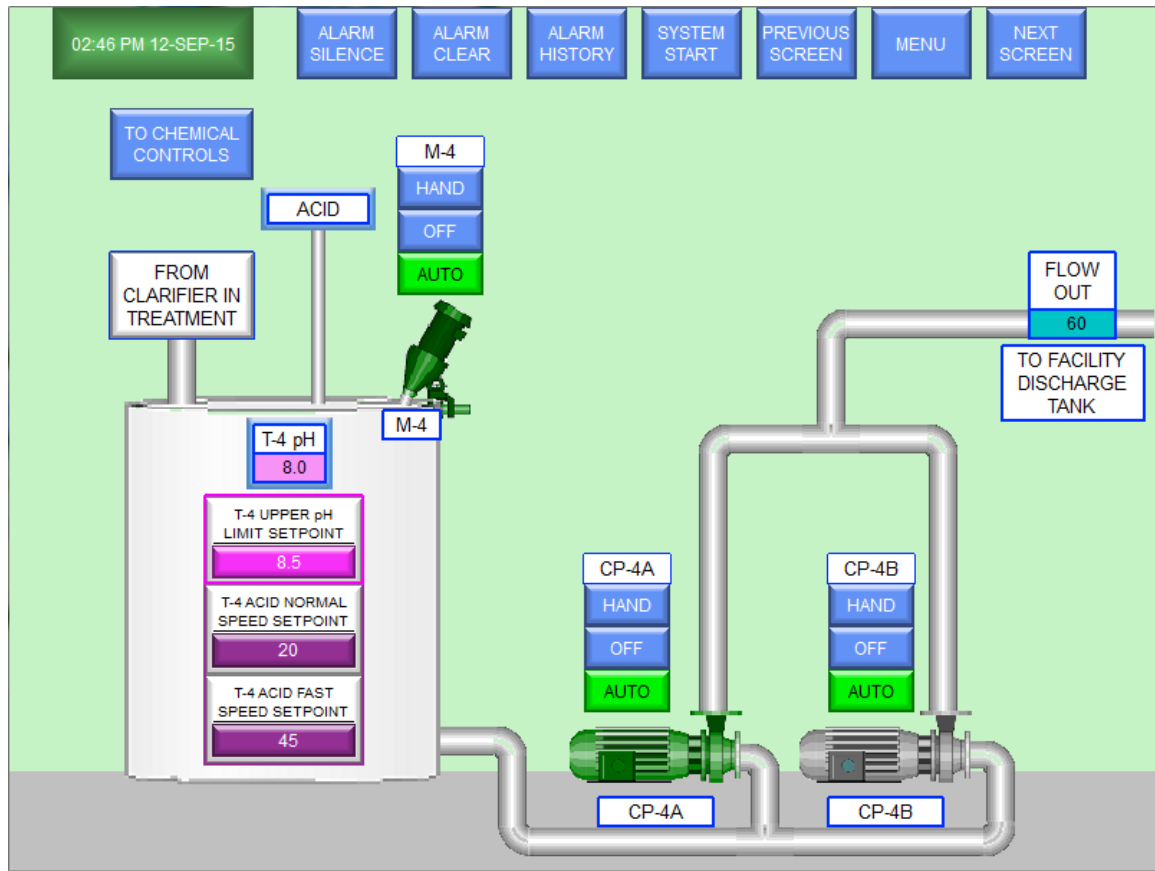 02:46 PM 12-SEP-15
ALARM
SILENCE
ALARM
CLEAR
ALARM
HISTORY
SYSTEM
START
PREVIOUS
SCREEN
MENU
NEXT
SCREEN
TO CHEMICAL
CONTROLS
M-4
HAND
OFF
AUTO
ACID
FROM
CLARIFIER IN
TREATMENT
FLOW
OUT
60
TO FACILITY
DISCHARGE
TANK
M-4
T-4 pH
8.0
T-4 UPPER pH
LIMIT SETPOINT
8.5
T-4 ACID NORMAL
SPEED SETPOINT
20
T-4 ACID FAST
SPEED SETPOINT
45
CP-4A
HAND
OFF
AUTO
CP-4A
CP-4B
HAND
OFF
AUTO
CP-4B